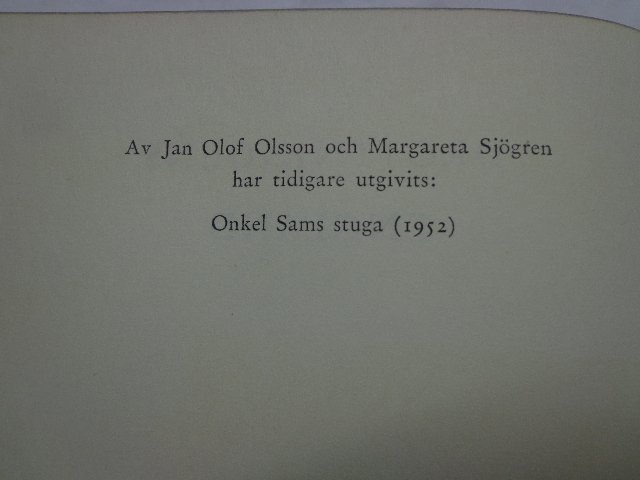 Av Jan Olof Olsson och Margareta Sjögren
har tidigare utgivits:
Onkel Sams stuga (1952)